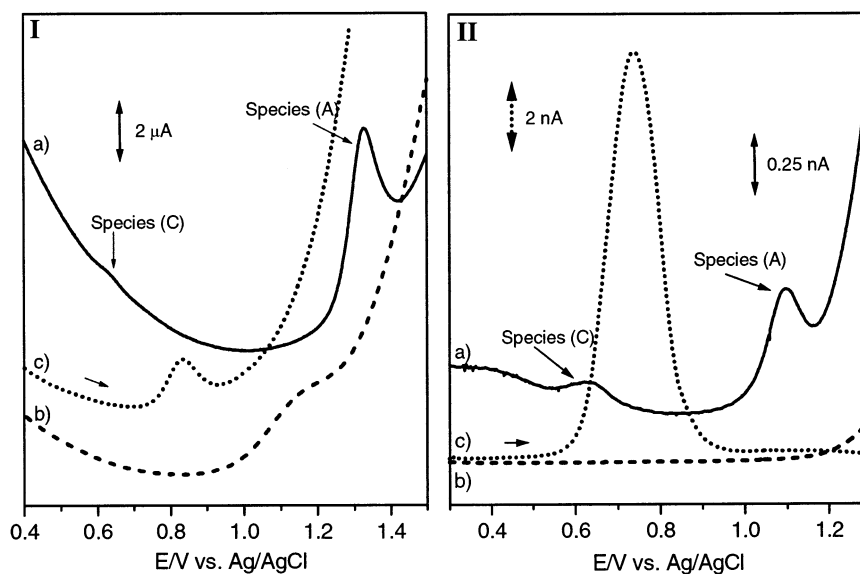 I
2 μA
Species (A)
a)
Species (C)
c)
b)
0.4 0.6 0.8 1.0 1.2 1.4
E/V vs. Ag/AgCl
II
2 nA
0.25 nA
Species (A)
Species (C)
a)
c)
b)
0.4 0.6 0.8 1.0 1.2
E/V vs. Ag/AgCl